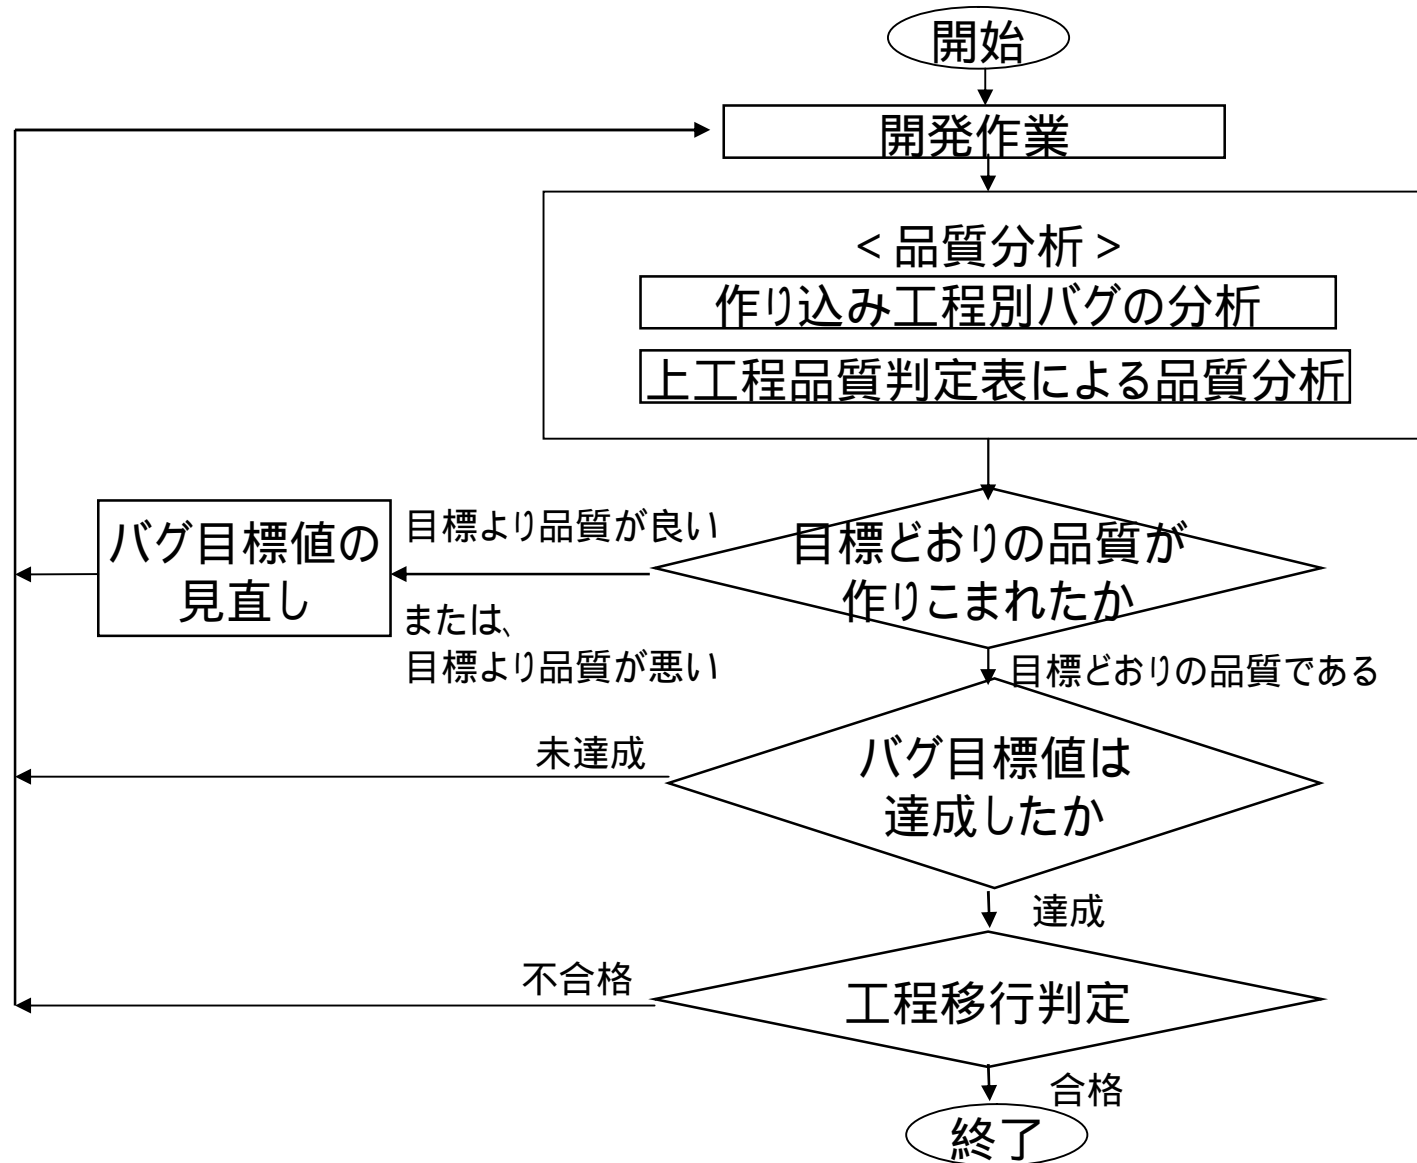 開始
開発作業
<品質分析>
作り込み工程別バグの分析
上工程品質判定表による品質分析
バグ目標値の
見直し
目標より品質が良い
または、
目標より品質が悪い
目標どおりの品質が
作りこまれたか
目標どおりの品質である
未達成
バグ目標値は
達成したか
達成
不合格
工程移行判定
合格
終了